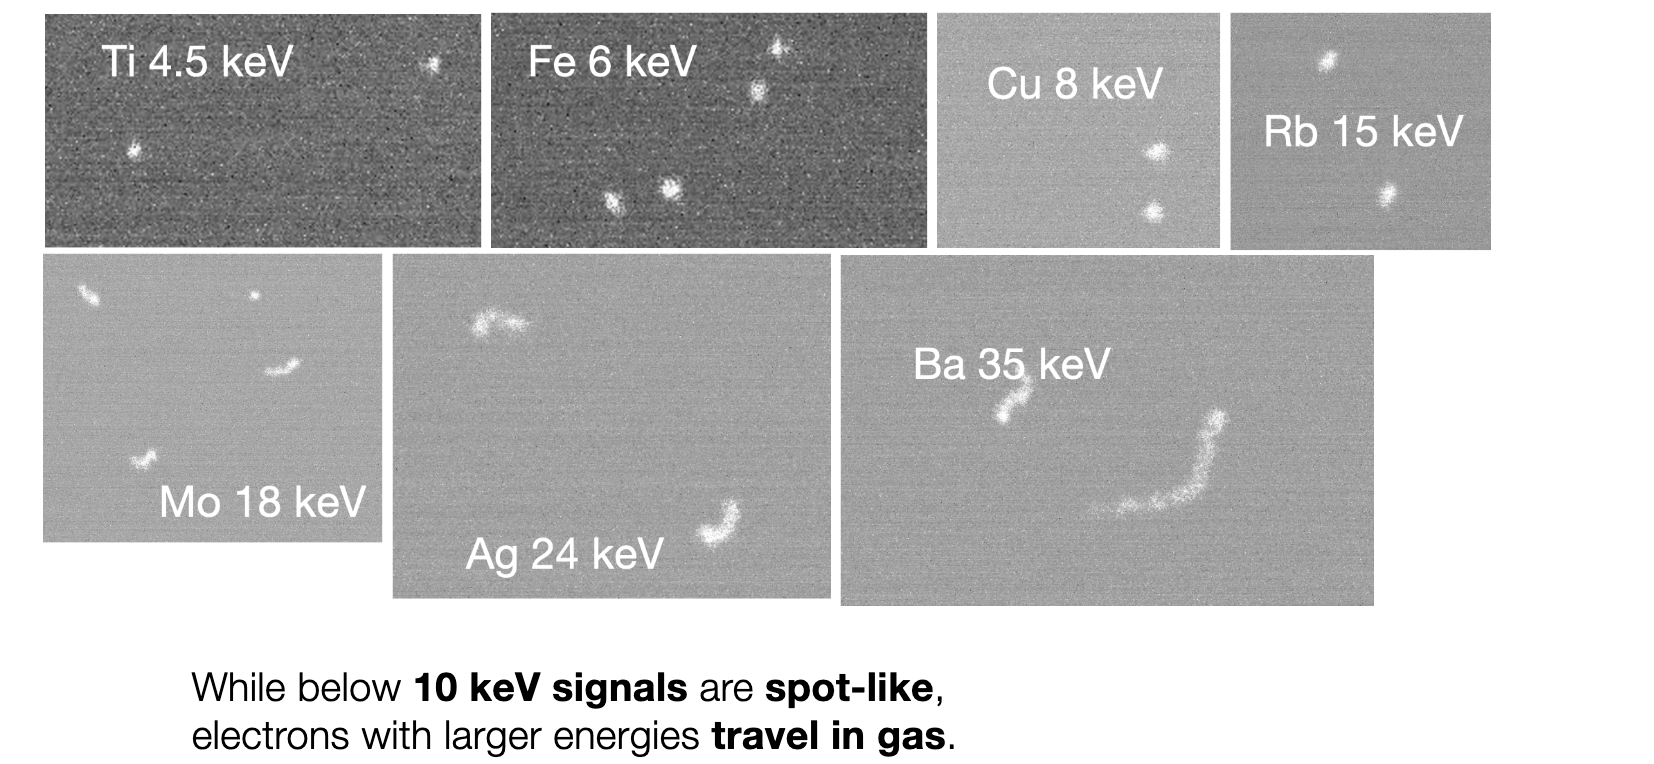 Ti 4.5 keV
Fe 6 keV
Cu 8 keV
Rb 15 keV
Mo 18 keV
Ag 24 keV
Ba 35 keV
While below 10 keV signals are spot-like,
electrons with larger energies travel in gas.